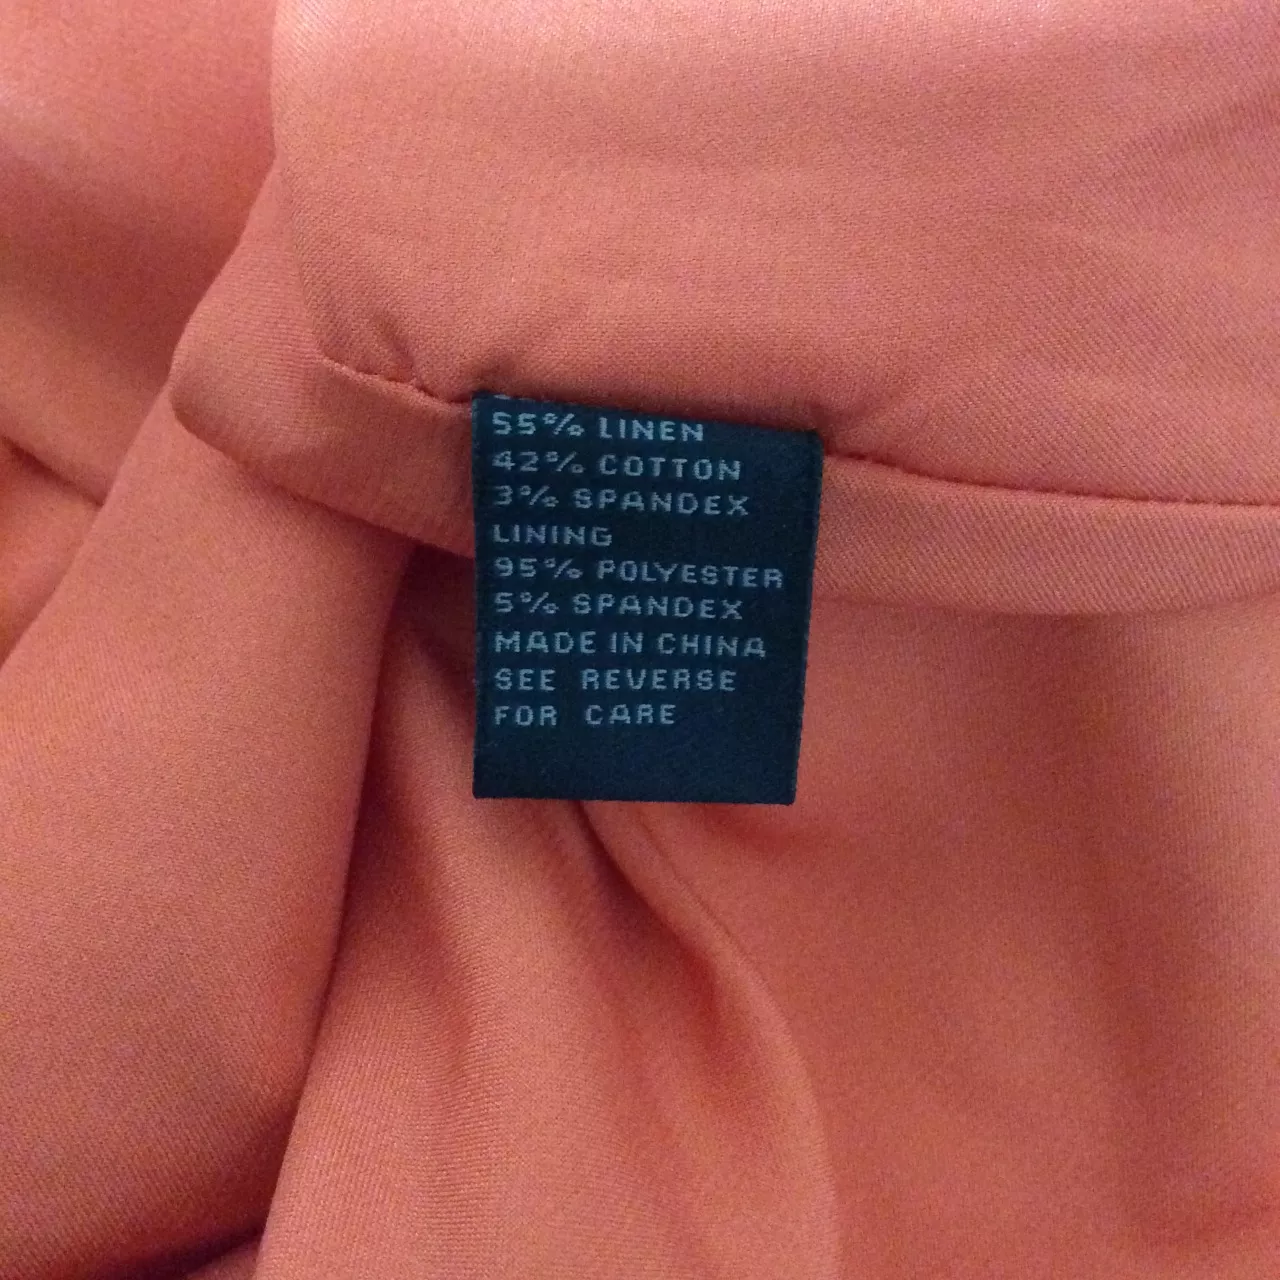 55% LINEN
42% COTTON
3% SPANDEX
LINING
95% POLYESTER
5% SPANDEX
MADE IN CHINA
SEE REVERSE
FOR CARE